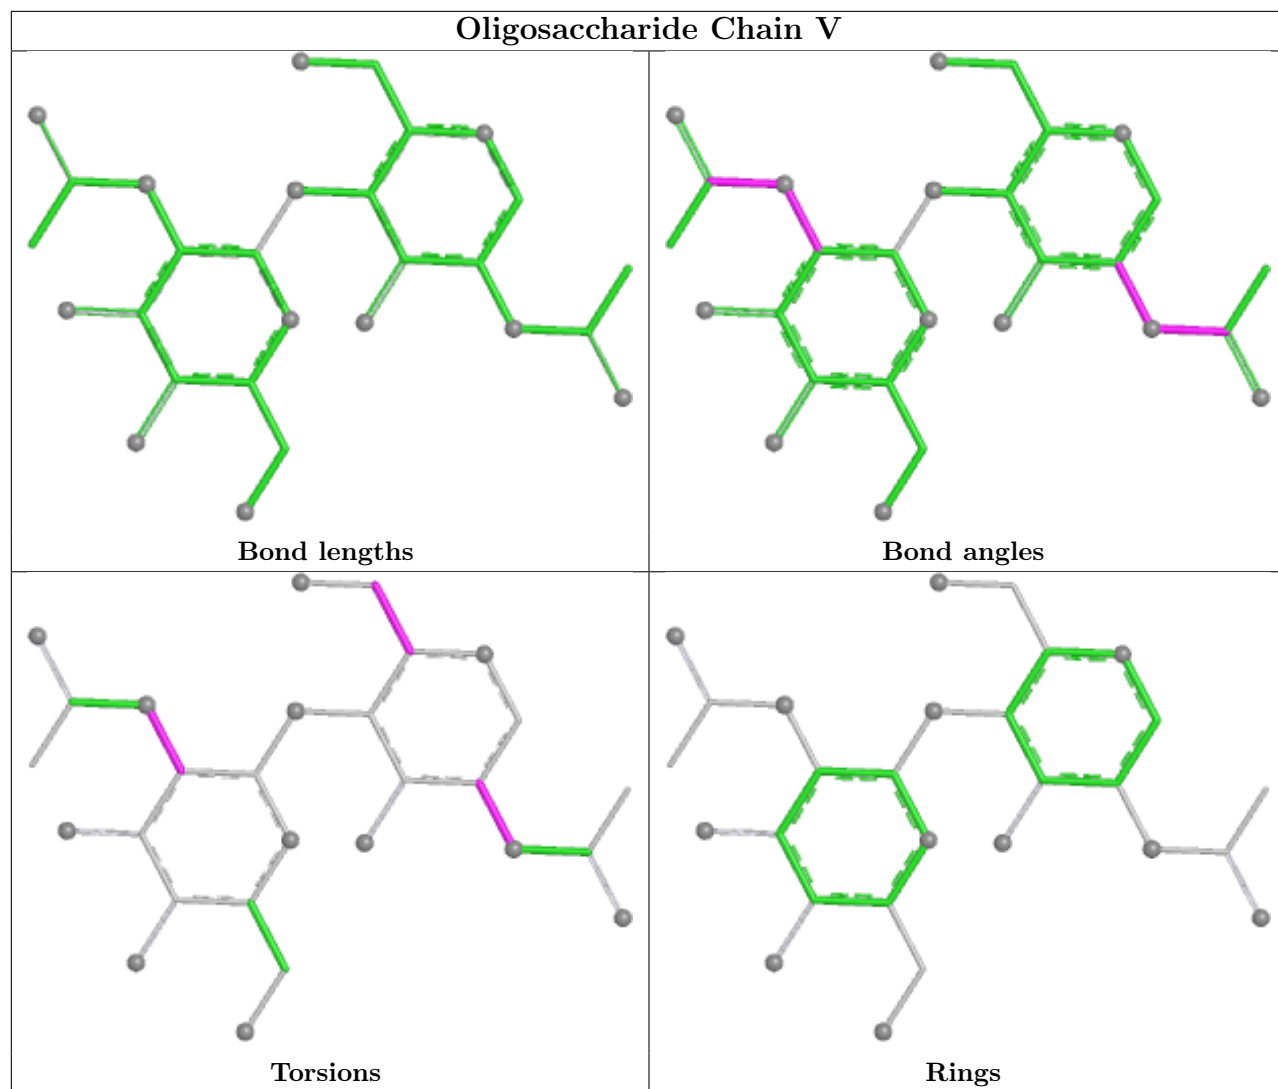 Oligosaccharide Chain V
Bond lengths
Bond angles
Torsions
Rings